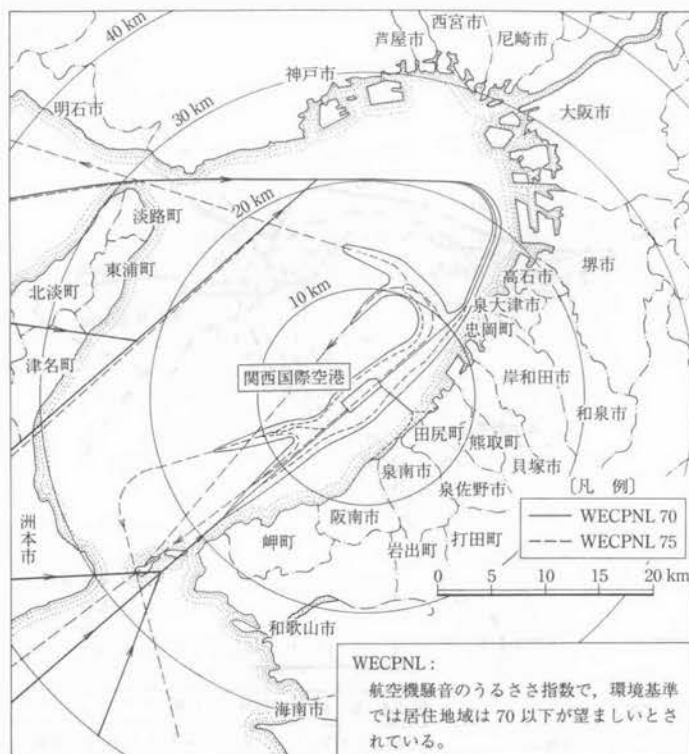 40 km
芦屋市
西宮市
尼崎市
神戸市
明石市
30 km
大阪市
淡路町
20 km
東浦町
北淡町
堺市
高石市
10 km
泉大津市
忠岡町
津名町
関西国際空港
岸和田市
和泉市
田尻町
熊取町
貝塚市
泉南市
泉佐野市
〔凡 例〕
WECPNL 70
WECPNL 75
洲本市
阪南市
岬町
打田町
岩出町
0 5 10 15 20 km
和歌山市
海南市
WECPNL :
航空機騒音のうるささ指数で，環境基準
では居住地域は 70 以下が望ましいとさ
れている。